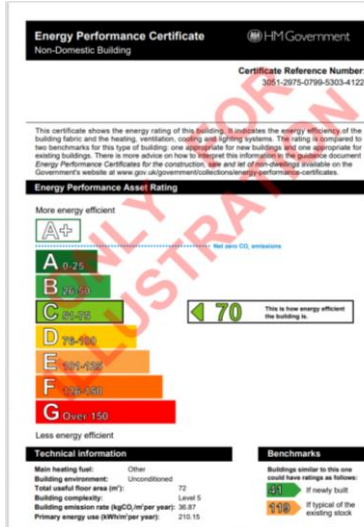 Energy Performance Certificate
HM Government
Non-Domestic Building
Certificate Reference Number:
3051-2975-0799-5303-4122
This certificate shows the energy rating of this building. It indicates the energy efficiency of the
building fabric and the heating, ventilation, cooling and lighting systems. The rating is compared to
two benchmarks for this type of building: one appropriate for new buildings and one appropriate for
existing buildings. There is more advice on how to interpret this information in the guidance document
Energy Performance Certificates for the construction, sale and let of non-dwellings available on the
Government's website at www.gov.uk/government/collections/energy-performance-certificates.
ONLY FOR
ILLUSTRATION
Energy Performance Asset Rating
More energy efficient
A+
Net zero CO₂ emissions
A 0-25
B 26-50
C 51-75
70
This is how energy efficient
the building is.
D 76-100
E 101-125
F 126-150
G Over 150
Less energy efficient
Technical information
Main heating fuel: Other
Building environment: Unconditioned
Total useful floor area (m²): 72
Building complexity: Level 5
Building emission rate (kgCO₂/m²per year): 36.87
Primary energy use (kWh/m²per year): 210.15
Benchmarks
Buildings similar to this one
could have ratings as follows:
41 If newly built
119 If typical of the
existing stock